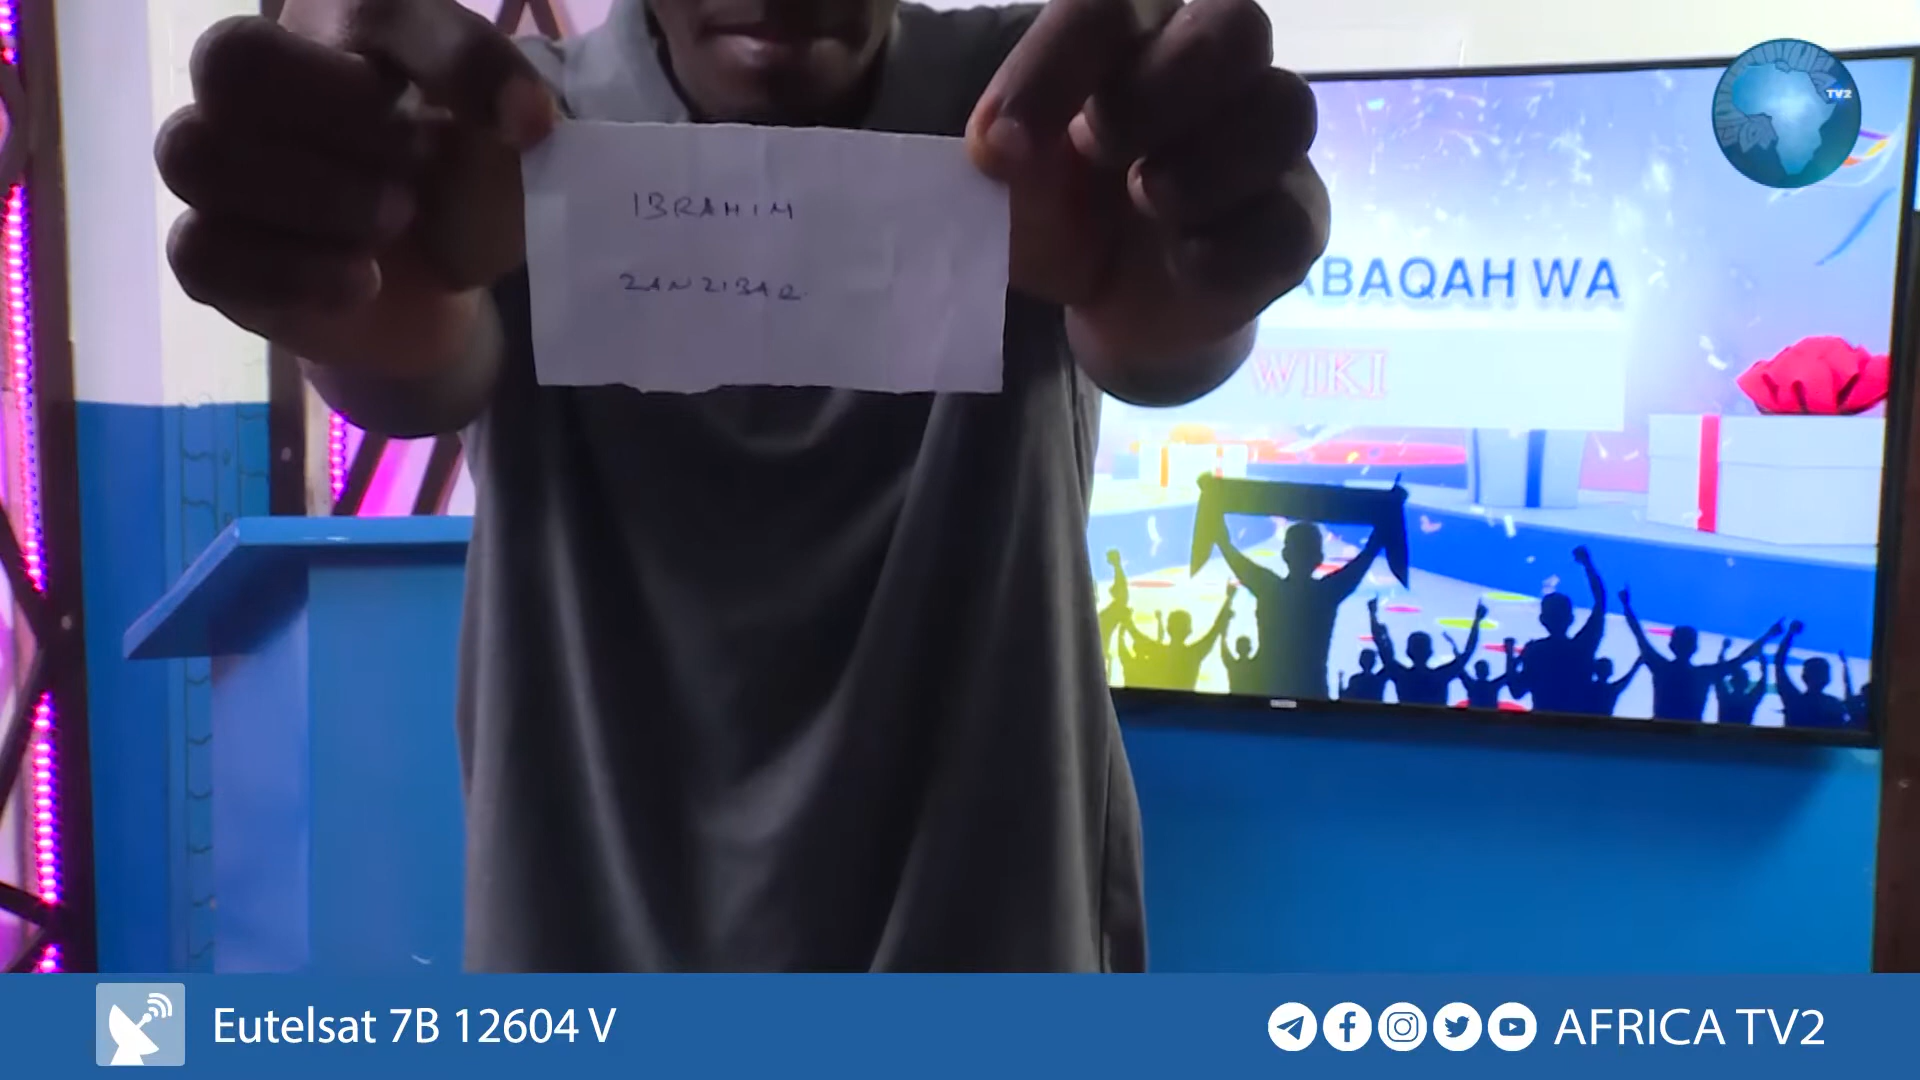 IBRAHIM
ZANZIBAR
TV2
ABAQAH WA
WIKI
Eutelsat 7B 12604 V
AFRICA TV2